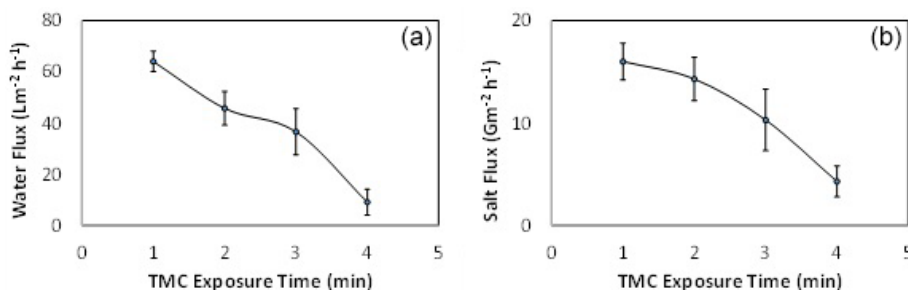 80
60
40
20
0
Water Flux (Lm⁻² h⁻¹)
(a)
0 1 2 3 4 5
TMC Exposure Time (min)
20
10
0
Salt Flux (Gm⁻² h⁻¹)
(b)
0 1 2 3 4 5
TMC Exposure Time (min)